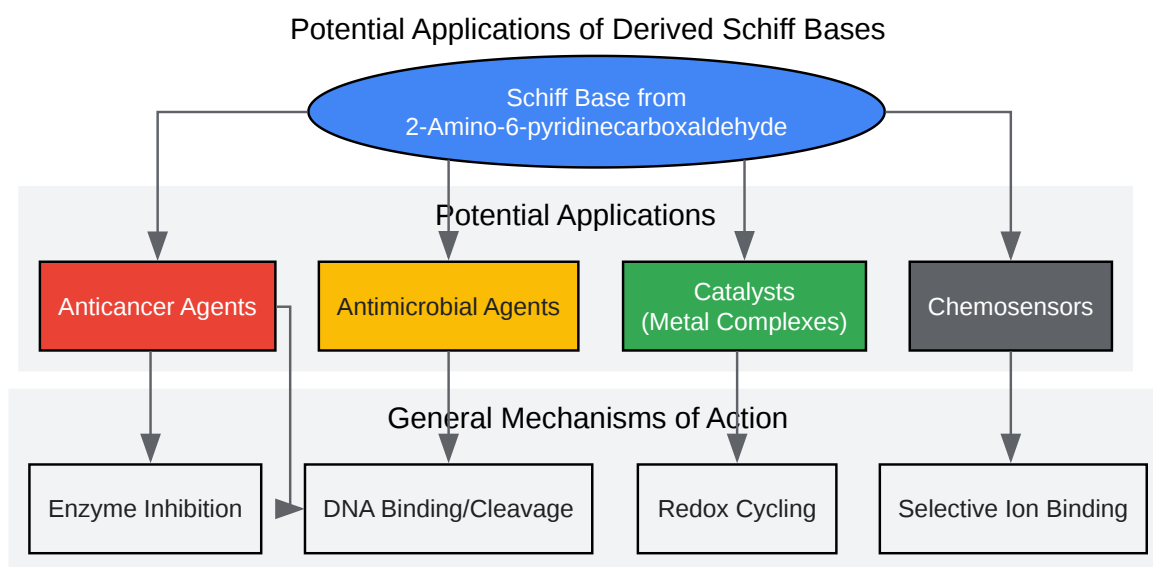 Potential Applications of Derived Schiff Bases
Schiff Base from
2-Amino-6-pyridinecarboxaldehyde
Potential Applications
Anticancer Agents
Antimicrobial Agents
Catalysts
(Metal Complexes)
Chemosensors
General Mechanisms of Action
Enzyme Inhibition
DNA Binding/Cleavage
Redox Cycling
Selective Ion Binding